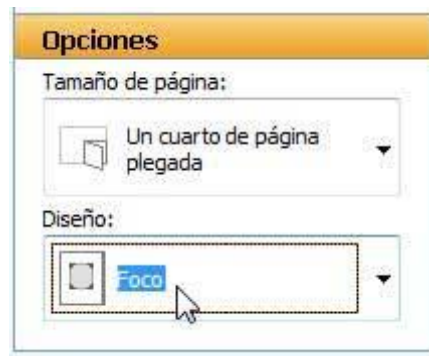 Opciones
Tamaño de página:
Un cuarto de página
plegada
Diseño:
Foco